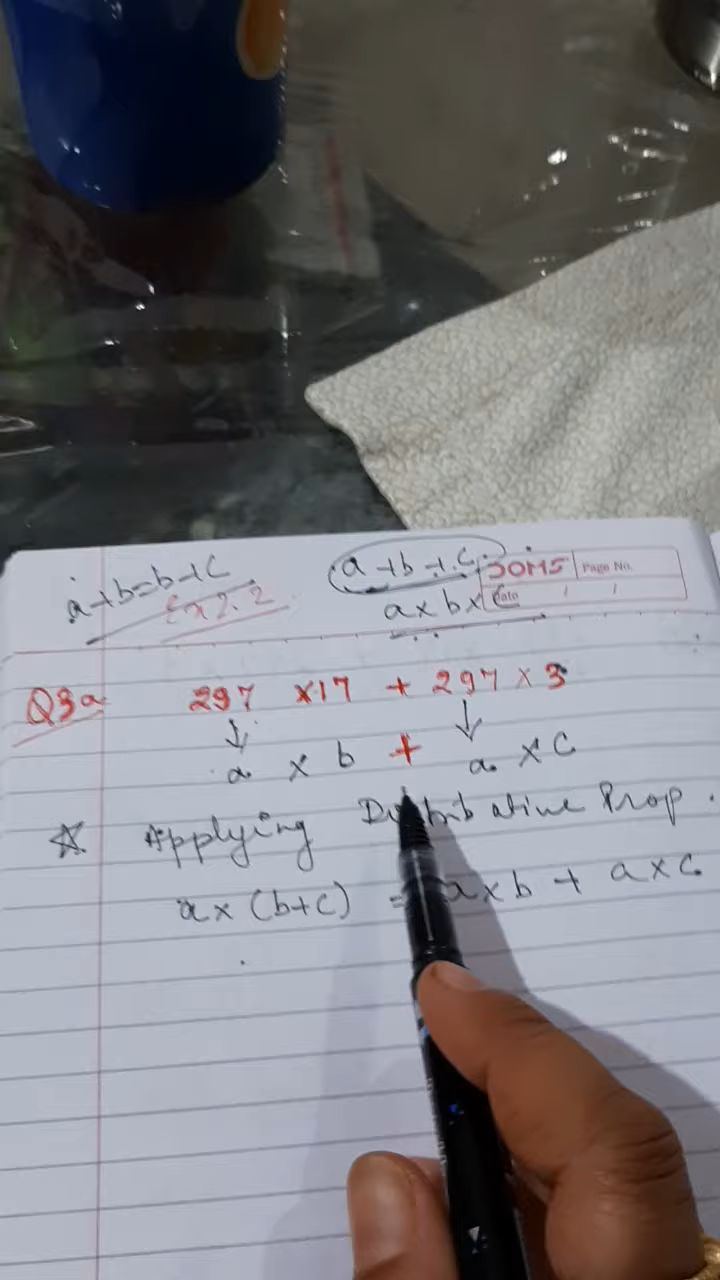 a+b=b+c
Ex 2.2
a+b+c
a×b×c
DOMS Page No.
Date / /
Q3a 297 ×17 + 297 × 3
a × b + a × c
☆ Applying Distributive Prop.
a× (b+c) = a×b + a×c